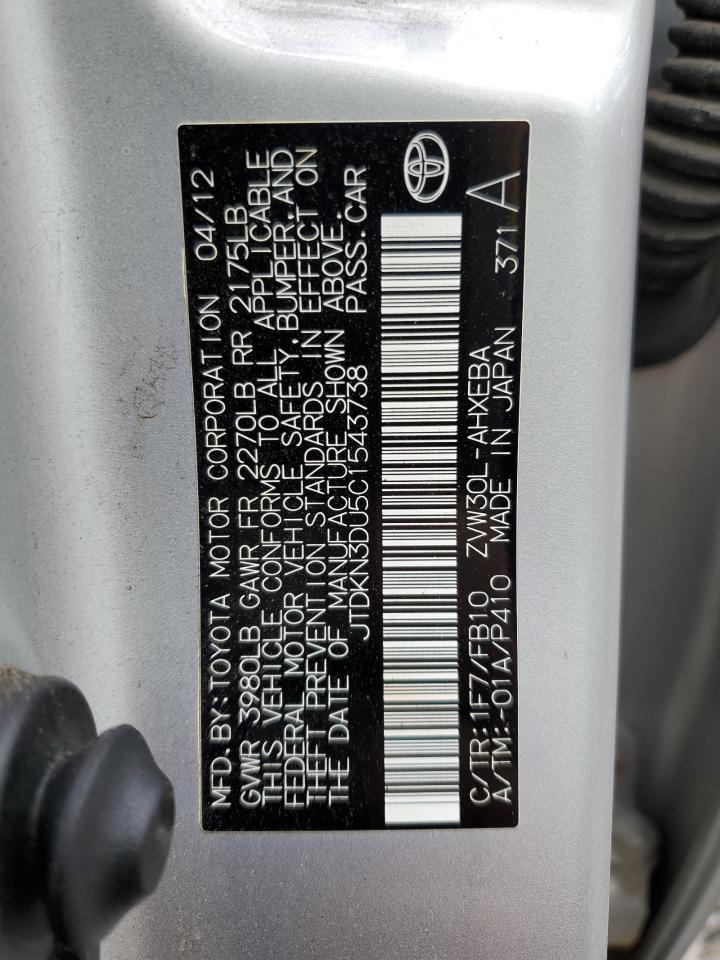 MFD.BY:TOYOTA MOTOR CORPORATION 04/12
GVWR 3980LB GAWR FR 2270LB RR 2175LB
THIS VEHICLE CONFORMS TO ALL APPLICABLE
FEDERAL MOTOR VEHICLE SAFETY,BUMPER,AND
THEFT PREVENTION STANDARDS IN EFFECT ON
THE DATE OF MANUFACTURE SHOWN ABOVE.
JTDKN3DU5C1543738 PASS.CAR
C/TR:1F7/FB10 ZVW30L-AHXEBA 371 A
A/TM:-01A/P410 MADE IN JAPAN